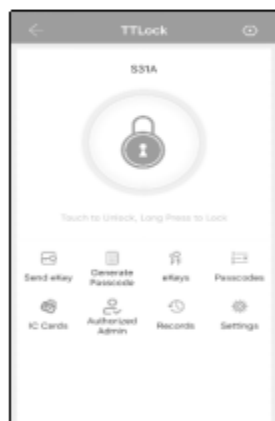 TTLock
S31A
Touch to Unlock, Long Press to Lock
Send eKey
Generate Passcode
eKeys
Passcodes
IC Cards
Authorized Admin
Records
Settings